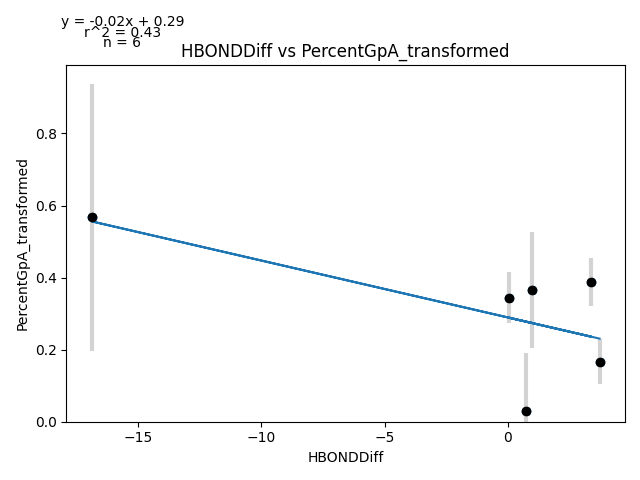 y = -0.02x + 0.29
r^2 = 0.43
n = 6
HBONDDiff vs PercentGpA_transformed
PercentGpA_transformed
0.8
0.6
0.4
0.2
0.0
−15
−10
−5
0
HBONDDiff